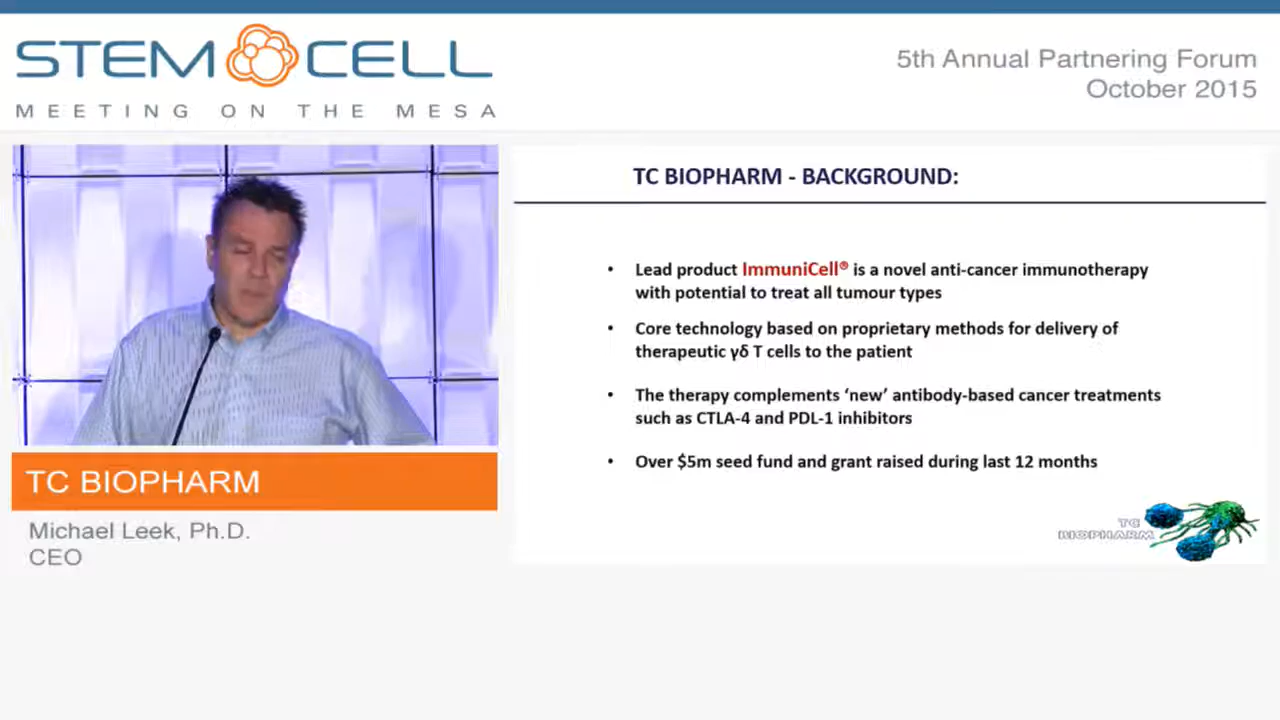 STEM CELL
MEETING ON THE MESA
5th Annual Partnering Forum
October 2015
TC BIOPHARM
Michael Leek, Ph.D.
CEO
TC BIOPHARM - BACKGROUND:
• Lead product ImmuniCell® is a novel anti-cancer immunotherapy
with potential to treat all tumour types
• Core technology based on proprietary methods for delivery of
therapeutic γδ T cells to the patient
• The therapy complements ‘new’ antibody-based cancer treatments
such as CTLA-4 and PDL-1 inhibitors
• Over $5m seed fund and grant raised during last 12 months
TC
BIOPHARM